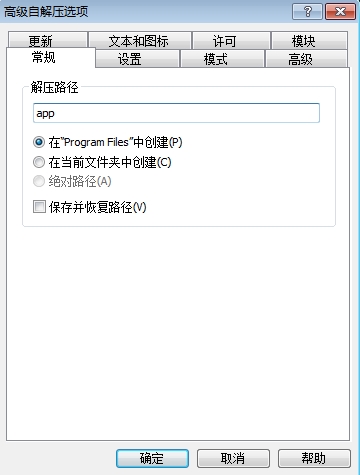 高级自解压选项
更新 文本和图标 许可 模块
常规 设置 模式 高级
解压路径
app
在"Program Files"中创建(P)
在当前文件夹中创建(C)
绝对路径(A)
保存并恢复路径(V)
确定 取消 帮助